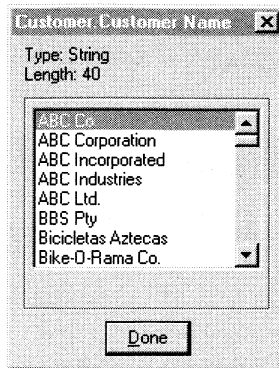 Customer.Customer Name
Type: String
Length: 40
ABC Co.
ABC Corporation
ABC Incorporated
ABC Industries
ABC Ltd.
BBS Pty
Bicicletas Aztecas
Bike-O-Rama Co.
Done